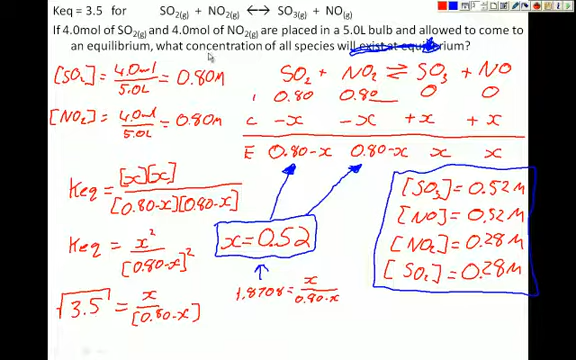 Keq = 3.5 for SO2(g) + NO2(g) ⟷ SO3(g) + NO(g)
If 4.0mol of SO2(g) and 4.0mol of NO2(g) are placed in a 5.0L bulb and allowed to come to
an equilibrium, what concentration of all species will exist at equilibrium?
[SO2] = 4.0mol / 5.0L = 0.80M
[NO2] = 4.0mol / 5.0L = 0.80M
SO2 + NO2 ⇌ SO3 + NO
I 0.80 0.80 0 0
C -x -x +x +x
E 0.80-x 0.80-x x x
Keq = [x][x] / [0.80-x][0.80-x]
Keq = x² / [0.80-x]²
√3.5 = x / [0.80-x]
x = 0.52
1.8708 = x / 0.80-x
[SO3] = 0.52M
[NO] = 0.52M
[NO2] = 0.28M
[SO2] = 0.28M